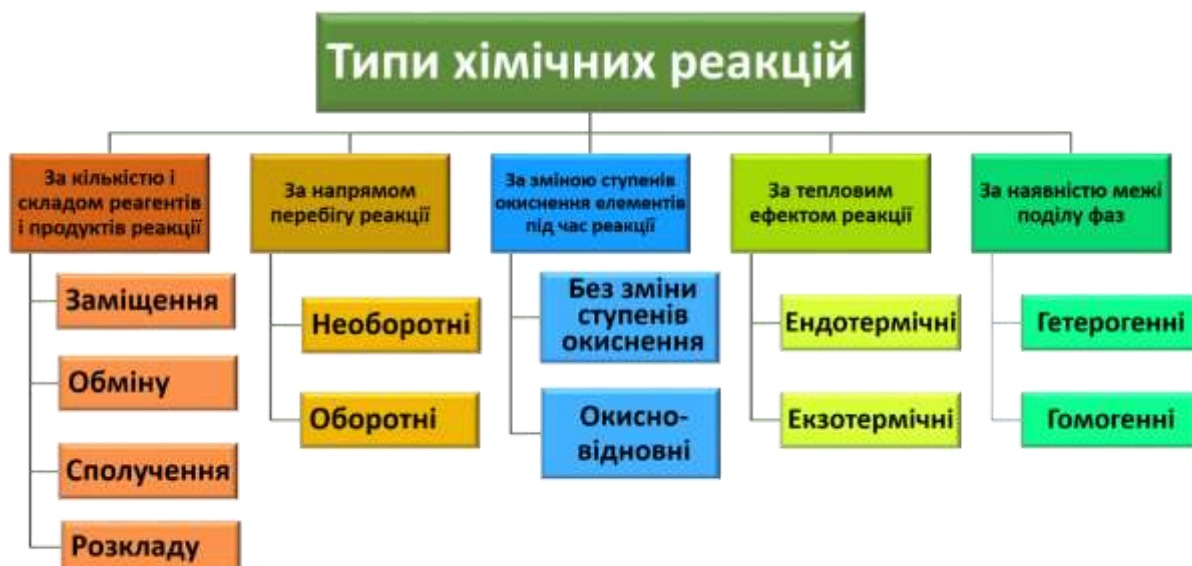 Типи хімічних реакцій
За кількістю і
складом реагентів
і продуктів реакції
Заміщення
Обміну
Сполучення
Розкладу
За напрямом
перебігу реакції
Необоротні
Оборотні
За зміною ступенів
окиснення елементів
під час реакції
Без зміни
ступенів
окиснення
Окисно-
відновні
За тепловим
ефектом реакції
Ендотермічні
Екзотермічні
За наявністю межі
поділу фаз
Гетерогенні
Гомогенні